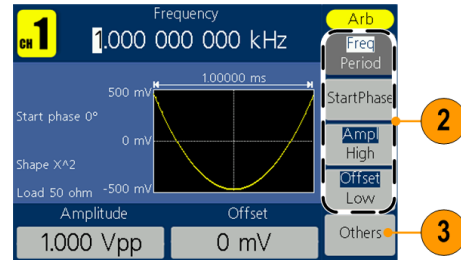 CH 1
Frequency
1.000 000 000 kHz
Arb
Freq
Period
StartPhase
Ampl
High
Offset
Low
Others
2
3
1.00000 ms
500 mV
Start phase 0°
0 mV
Shape X^2
Load 50 ohm
-500 mV
Amplitude
Offset
1.000 Vpp
0 mV